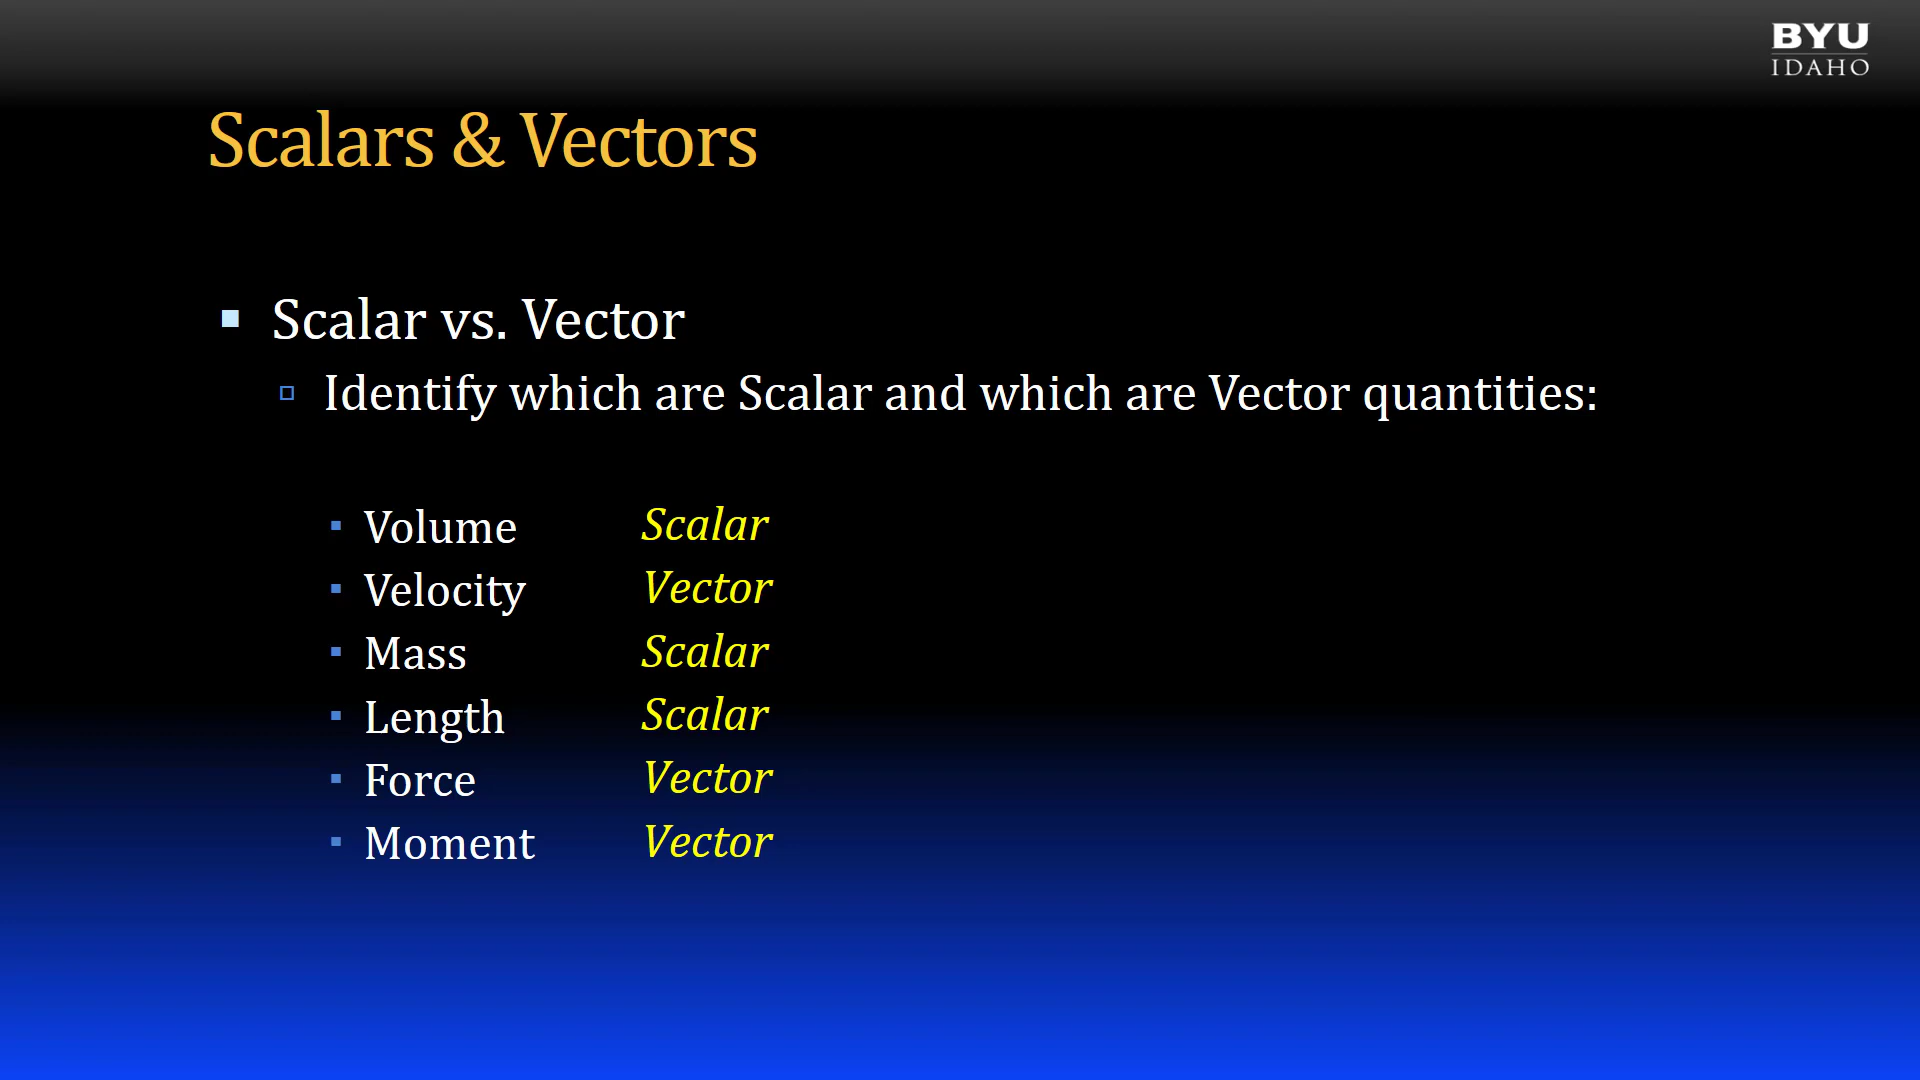 BYU
IDAHO
Scalars & Vectors
Scalar vs. Vector
Identify which are Scalar and which are Vector quantities:
Volume Scalar
Velocity Vector
Mass Scalar
Length Scalar
Force Vector
Moment Vector